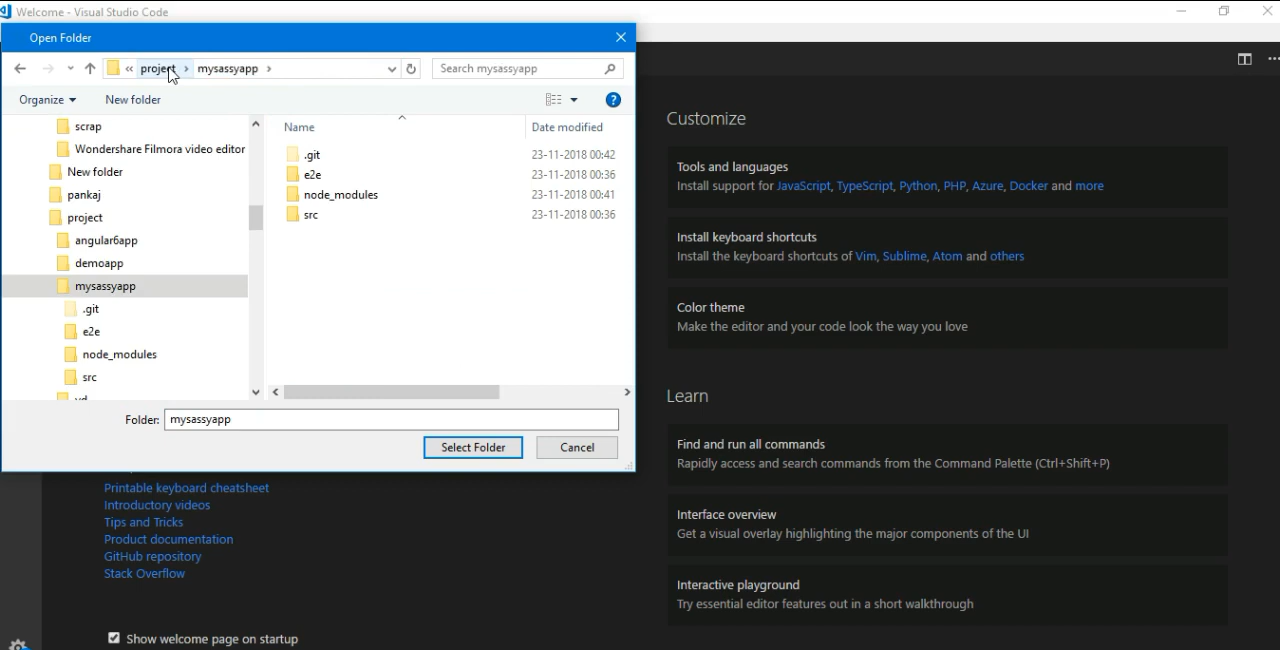 Welcome - Visual Studio Code
Open Folder
« project › mysassyapp ›
Search mysassyapp
Organize
New folder
scrap
Wondershare Filmora video editor
New folder
pankaj
project
angular6app
demoapp
mysassyapp
.git
e2e
node_modules
src
Name Date modified
.git 23-11-2018 00:42
e2e 23-11-2018 00:36
node_modules 23-11-2018 00:41
src 23-11-2018 00:36
Folder: mysassyapp
Select Folder Cancel
Printable keyboard cheatsheet
Introductory videos
Tips and Tricks
Product documentation
GitHub repository
Stack Overflow
Show welcome page on startup
Customize
Tools and languages
Install support for JavaScript, TypeScript, Python, PHP, Azure, Docker and more
Install keyboard shortcuts
Install the keyboard shortcuts of Vim, Sublime, Atom and others
Color theme
Make the editor and your code look the way you love
Learn
Find and run all commands
Rapidly access and search commands from the Command Palette (Ctrl+Shift+P)
Interface overview
Get a visual overlay highlighting the major components of the UI
Interactive playground
Try essential editor features out in a short walkthrough